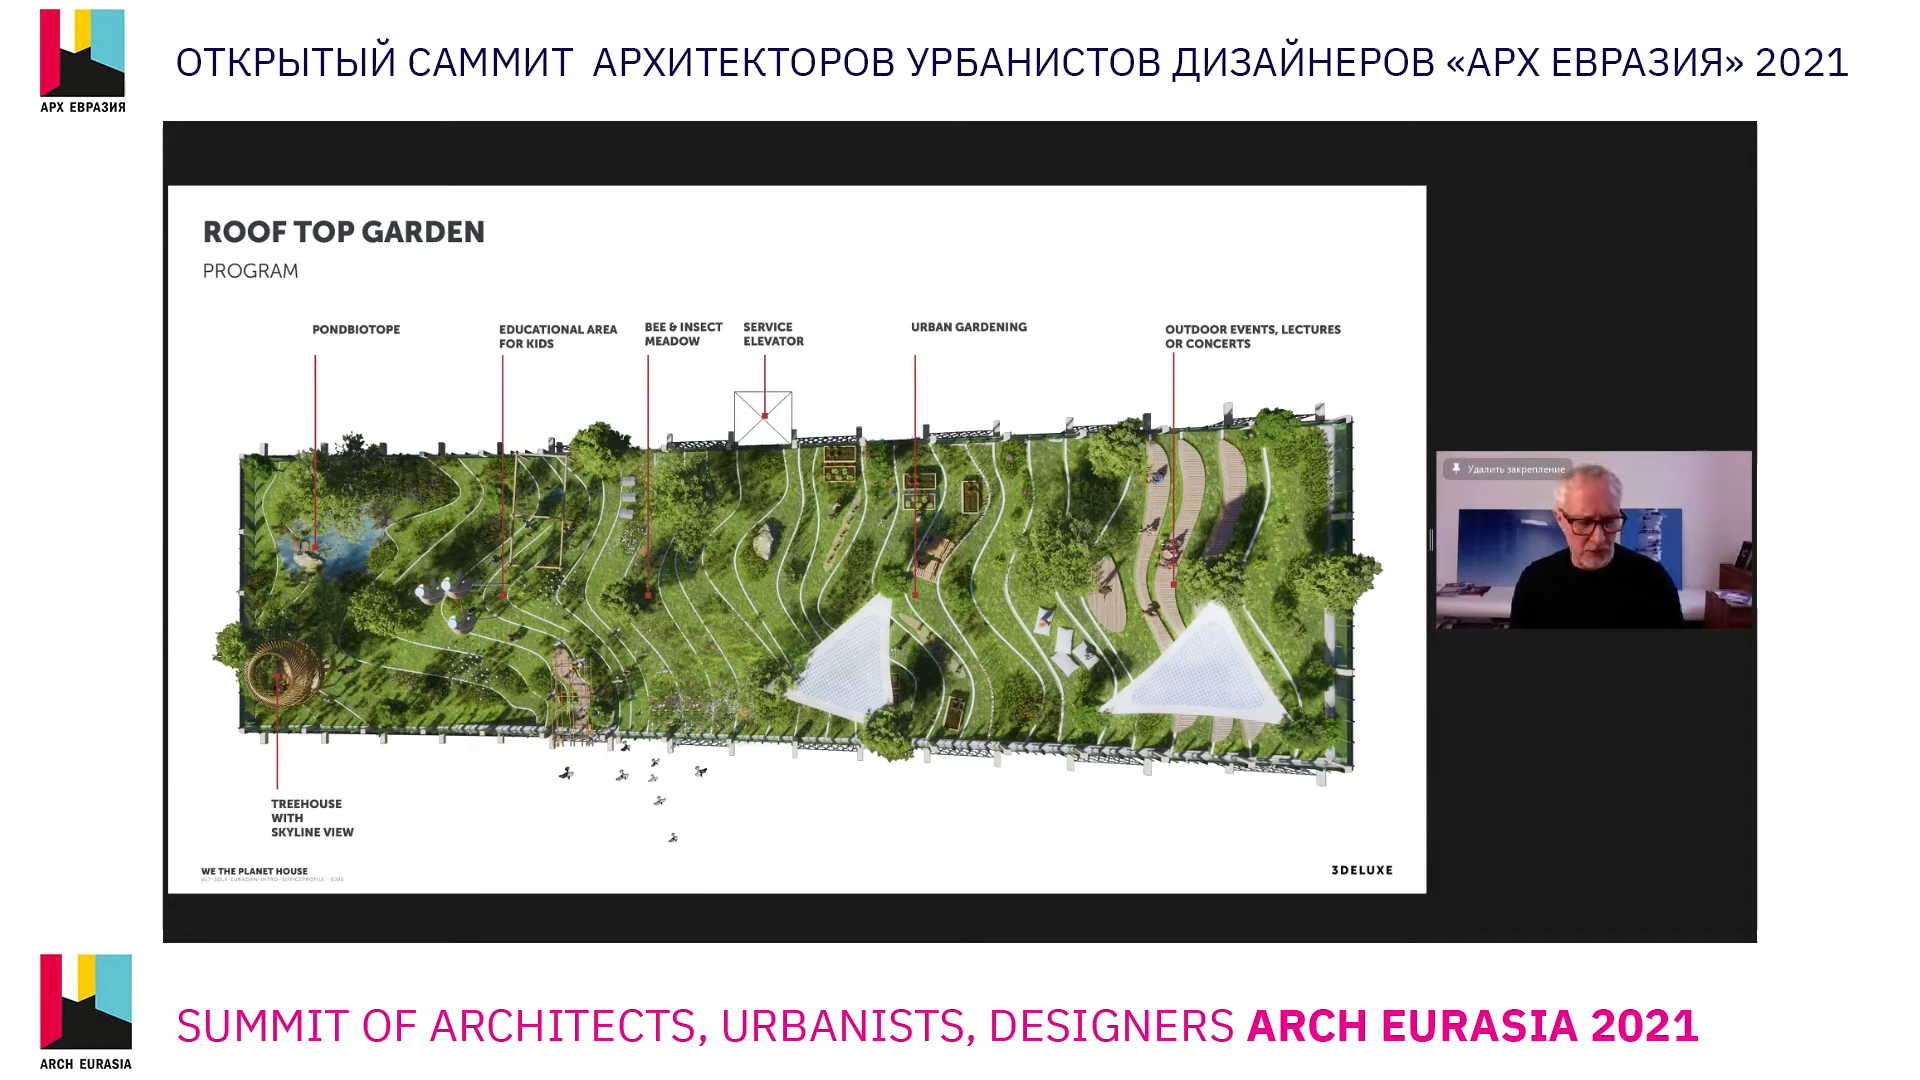 АРХ ЕВРАЗИЯ
ОТКРЫТЫЙ САММИТ АРХИТЕКТОРОВ УРБАНИСТОВ ДИЗАЙНЕРОВ «АРХ ЕВРАЗИЯ» 2021
ROOF TOP GARDEN
PROGRAM
PONDBIOTOPE
EDUCATIONAL AREA
FOR KIDS
BEE & INSECT
MEADOW
SERVICE
ELEVATOR
URBAN GARDENING
OUTDOOR EVENTS, LECTURES
OR CONCERTS
Удалить закрепление
TREEHOUSE
WITH
SKYLINE VIEW
WE THE PLANET HOUSE
3DELUXE
ARCH EURASIA
SUMMIT OF ARCHITECTS, URBANISTS, DESIGNERS ARCH EURASIA 2021